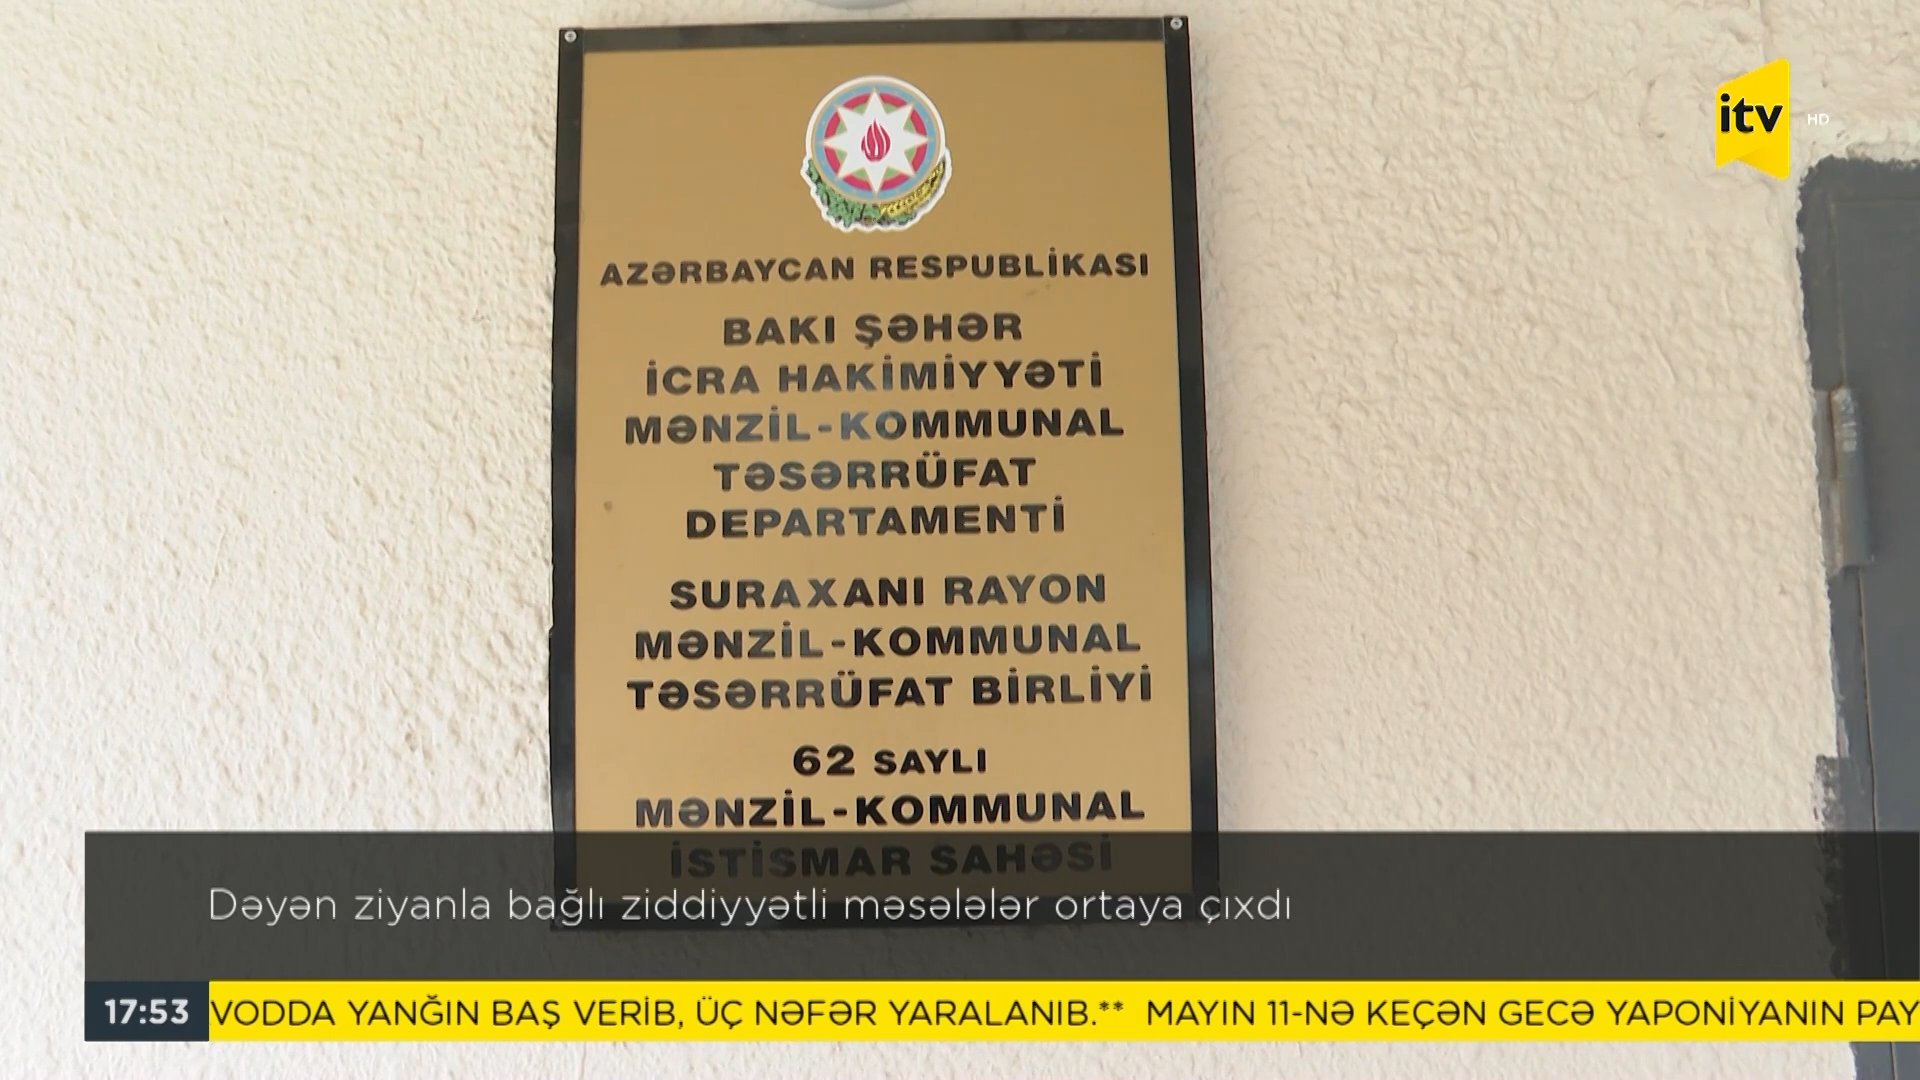 AZƏRBAYCAN RESPUBLİKASI
BAKI ŞƏHƏR
İCRA HAKİMİYYƏTİ
MƏNZİL-KOMMUNAL
TƏSƏRRÜFAT
DEPARTAMENTİ
SURAXANI RAYON
MƏNZİL-KOMMUNAL
TƏSƏRRÜFAT BİRLİYİ
62 SAYLI
MƏNZİL-KOMMUNAL
İSTİSMAR SAHƏSİ
itv HD
Dəyən ziyanla bağlı ziddiyyətli məsələlər ortaya çıxdı
17:53 VODDA YANĞIN BAŞ VERİB, ÜÇ NƏFƏR YARALANIB.** MAYIN 11-NƏ KEÇƏN GECƏ YAPONİYANIN PAY